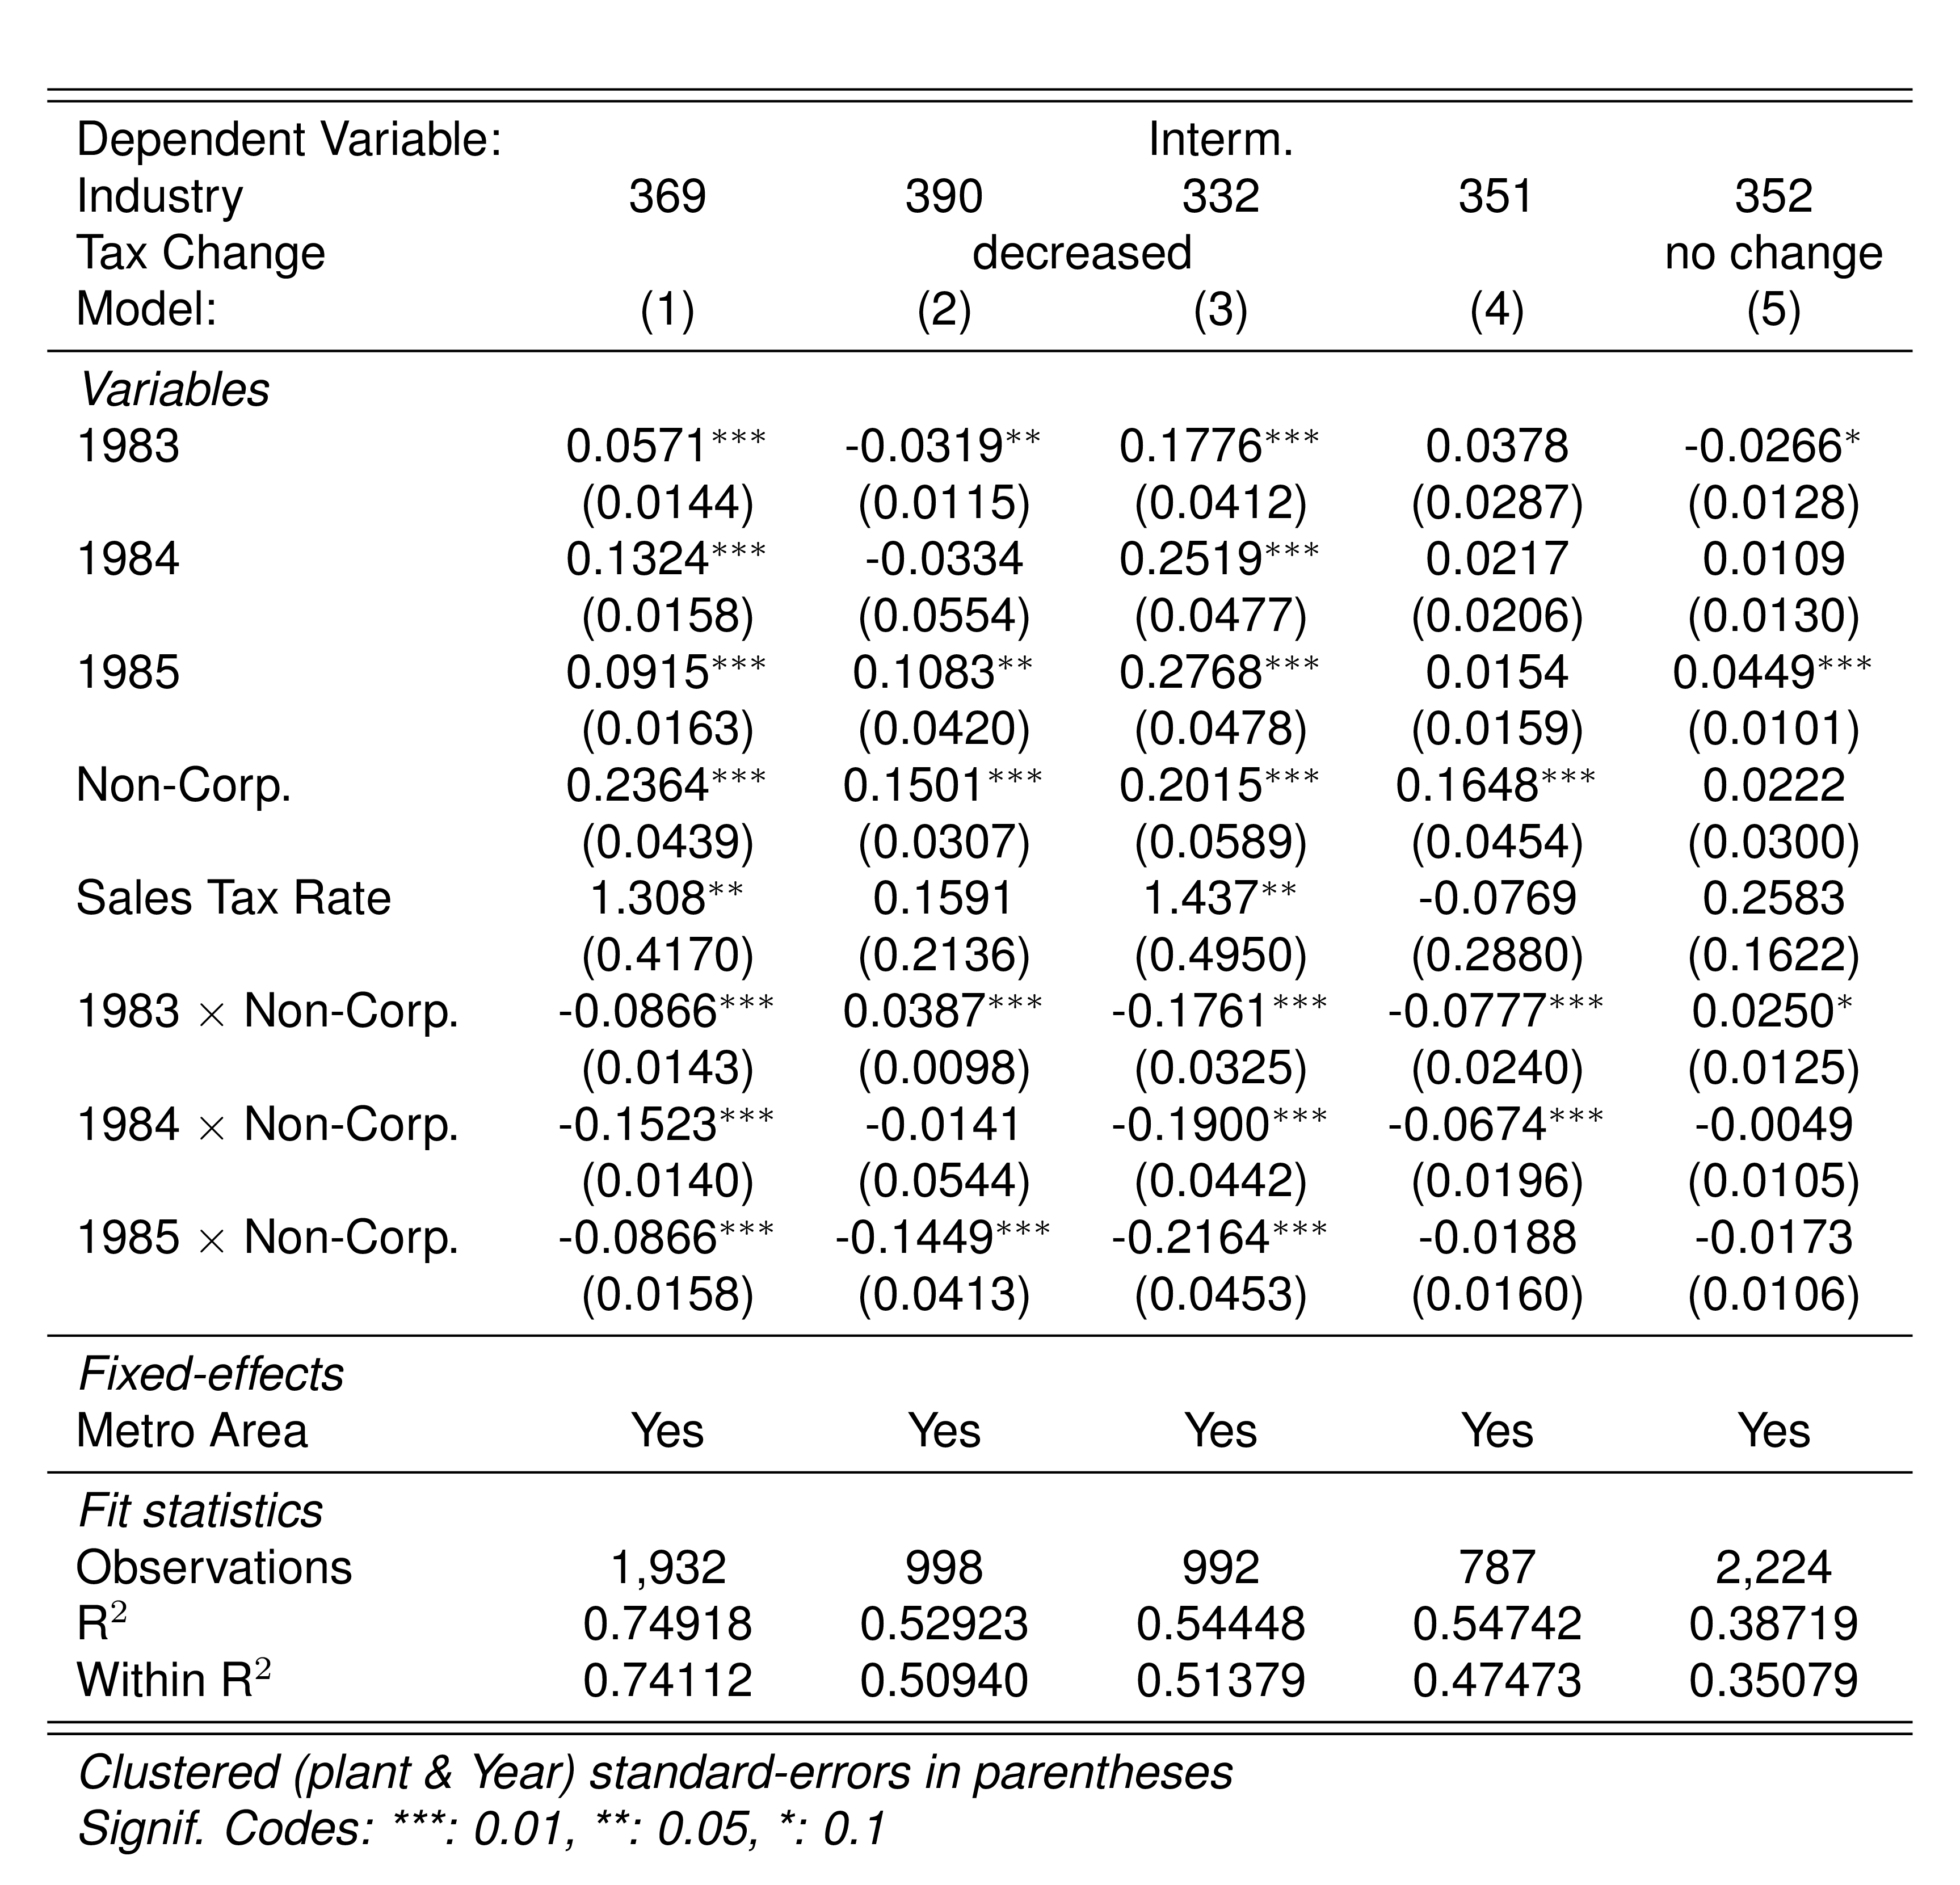 Dependent Variable: Interm.
Industry 369 390 332 351 352
Tax Change decreased no change
Model: (1) (2) (3) (4) (5)
Variables
1983 0.0571*** -0.0319** 0.1776*** 0.0378 -0.0266*
(0.0144) (0.0115) (0.0412) (0.0287) (0.0128)
1984 0.1324*** -0.0334 0.2519*** 0.0217 0.0109
(0.0158) (0.0554) (0.0477) (0.0206) (0.0130)
1985 0.0915*** 0.1083** 0.2768*** 0.0154 0.0449***
(0.0163) (0.0420) (0.0478) (0.0159) (0.0101)
Non-Corp. 0.2364*** 0.1501*** 0.2015*** 0.1648*** 0.0222
(0.0439) (0.0307) (0.0589) (0.0454) (0.0300)
Sales Tax Rate 1.308** 0.1591 1.437** -0.0769 0.2583
(0.4170) (0.2136) (0.4950) (0.2880) (0.1622)
1983 × Non-Corp. -0.0866*** 0.0387*** -0.1761*** -0.0777*** 0.0250*
(0.0143) (0.0098) (0.0325) (0.0240) (0.0125)
1984 × Non-Corp. -0.1523*** -0.0141 -0.1900*** -0.0674*** -0.0049
(0.0140) (0.0544) (0.0442) (0.0196) (0.0105)
1985 × Non-Corp. -0.0866*** -0.1449*** -0.2164*** -0.0188 -0.0173
(0.0158) (0.0413) (0.0453) (0.0160) (0.0106)
Fixed-effects
Metro Area Yes Yes Yes Yes Yes
Fit statistics
Observations 1,932 998 992 787 2,224
R² 0.74918 0.52923 0.54448 0.54742 0.38719
Within R² 0.74112 0.50940 0.51379 0.47473 0.35079
Clustered (plant & Year) standard-errors in parentheses
Signif. Codes: ***: 0.01, **: 0.05, *: 0.1